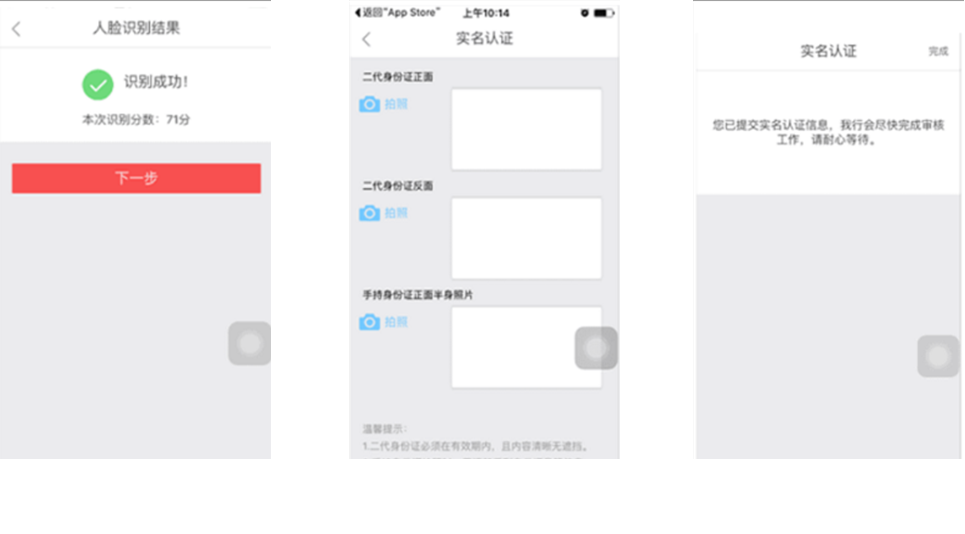 人脸识别结果
识别成功!
本次识别分数：71分
下一步
返回"App Store"
上午10:14
实名认证
二代身份证正面
拍照
二代身份证反面
拍照
手持身份证正面半身照片
拍照
温馨提示：
1.二代身份证必须在有效期内，且内容清晰无遮挡。
实名认证
完成
您已提交实名认证信息，我行会尽快完成审核
工作，请耐心等待。